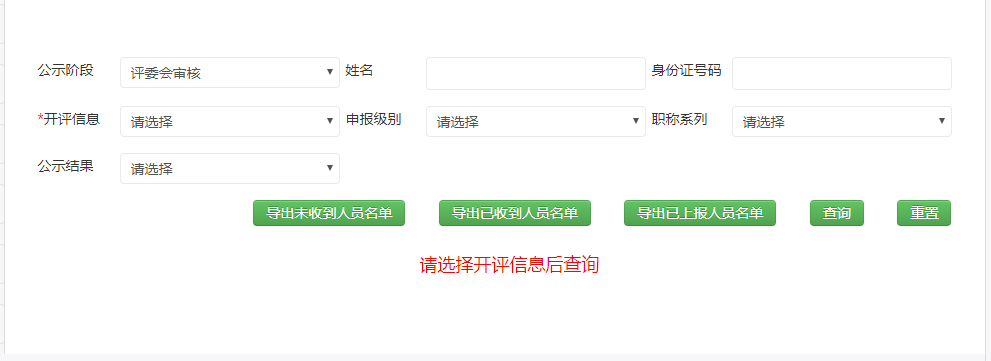 公示阶段 评委会审核 姓名 身份证号码
*开评信息 请选择 申报级别 请选择 职称系列 请选择
公示结果 请选择
导出未收到人员名单 导出已收到人员名单 导出已上报人员名单 查询 重置
请选择开评信息后查询